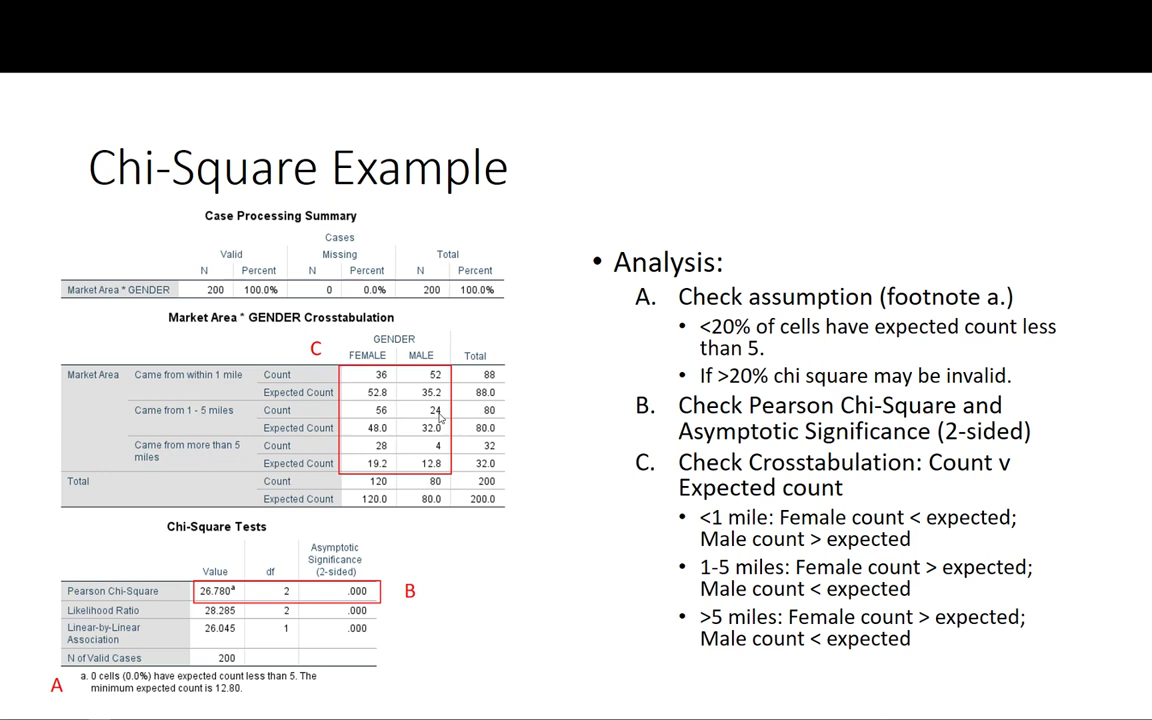 Chi-Square Example
Case Processing Summary
Cases
Valid Missing Total
N Percent N Percent N Percent
Market Area * GENDER 200 100.0% 0 0.0% 200 100.0%
Market Area * GENDER Crosstabulation
C
GENDER
FEMALE MALE Total
Market Area Came from within 1 mile Count 36 52 88
Expected Count 52.8 35.2 88.0
Came from 1 - 5 miles Count 56 24 80
Expected Count 48.0 32.0 80.0
Came from more than 5 Count 28 4 32
miles Expected Count 19.2 12.8 32.0
Total Count 120 80 200
Expected Count 120.0 80.0 200.0
Chi-Square Tests
Asymptotic
Significance
Value df (2-sided)
Pearson Chi-Square 26.780a 2 .000
B
Likelihood Ratio 28.285 2 .000
Linear-by-Linear 26.045 1 .000
Association
N of Valid Cases 200
A
a. 0 cells (0.0%) have expected count less than 5. The
minimum expected count is 12.80.
• Analysis:
A. Check assumption (footnote a.)
• <20% of cells have expected count less
than 5.
• If >20% chi square may be invalid.
B. Check Pearson Chi-Square and
Asymptotic Significance (2-sided)
C. Check Crosstabulation: Count v
Expected count
• <1 mile: Female count < expected;
Male count > expected
• 1-5 miles: Female count > expected;
Male count < expected
• >5 miles: Female count > expected;
Male count < expected